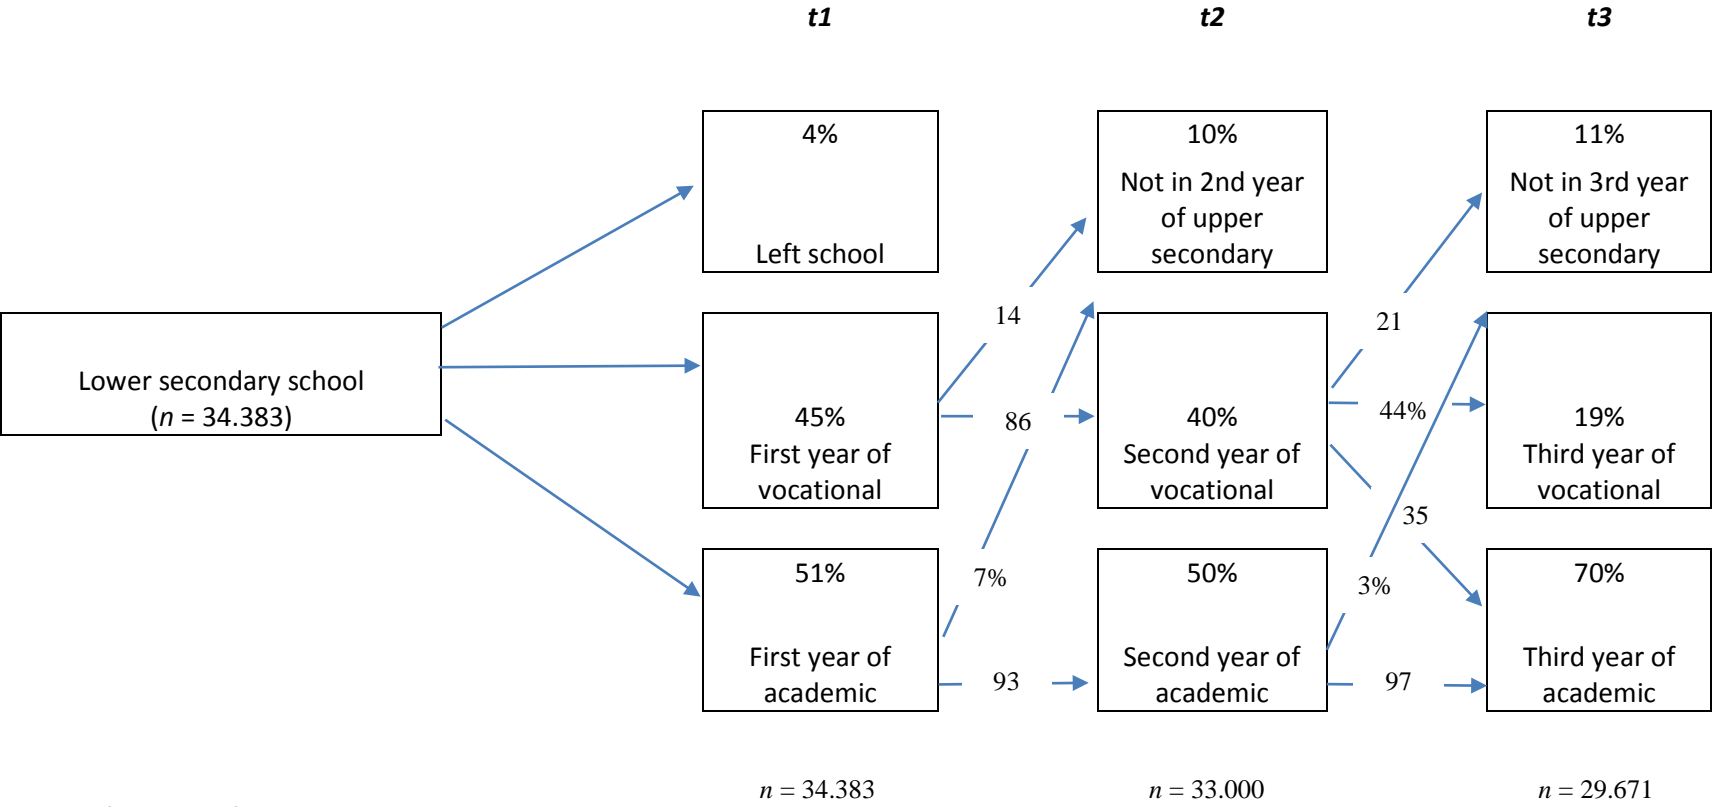 t1
t2
t3
4%
Left school
10%
Not in 2nd year
of upper
secondary
11%
Not in 3rd year
of upper
secondary
14
21
Lower secondary school
(n = 34.383)
45%
First year of
vocational
86
40%
Second year of
vocational
44%
19%
Third year of
vocational
35
51%
First year of
academic
7%
93
50%
Second year of
academic
3%
97
70%
Third year of
academic
n = 34.383
n = 33.000
n = 29.671